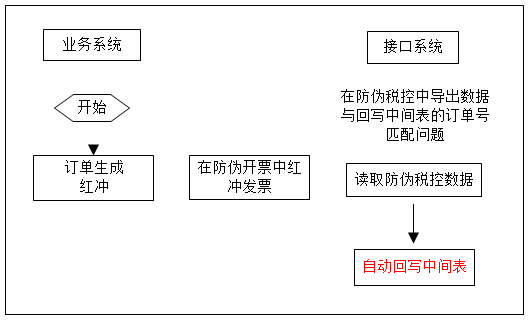 业务系统
接口系统
开始
在防伪税控中导出数据
与回写中间表的订单号
匹配问题
订单生成
红冲
在防伪开票中红
冲发票
读取防伪税控数据
自动回写中间表